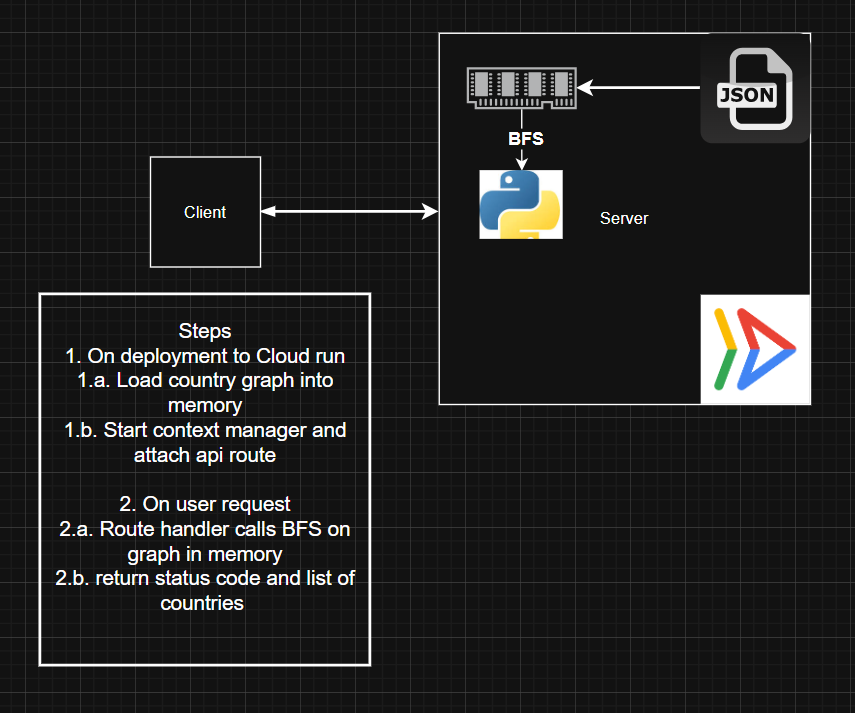 JSON
BFS
Client
Server
Steps
1. On deployment to Cloud run
1.a. Load country graph into
memory
1.b. Start context manager and
attach api route
2. On user request
2.a. Route handler calls BFS on
graph in memory
2.b. return status code and list of
countries